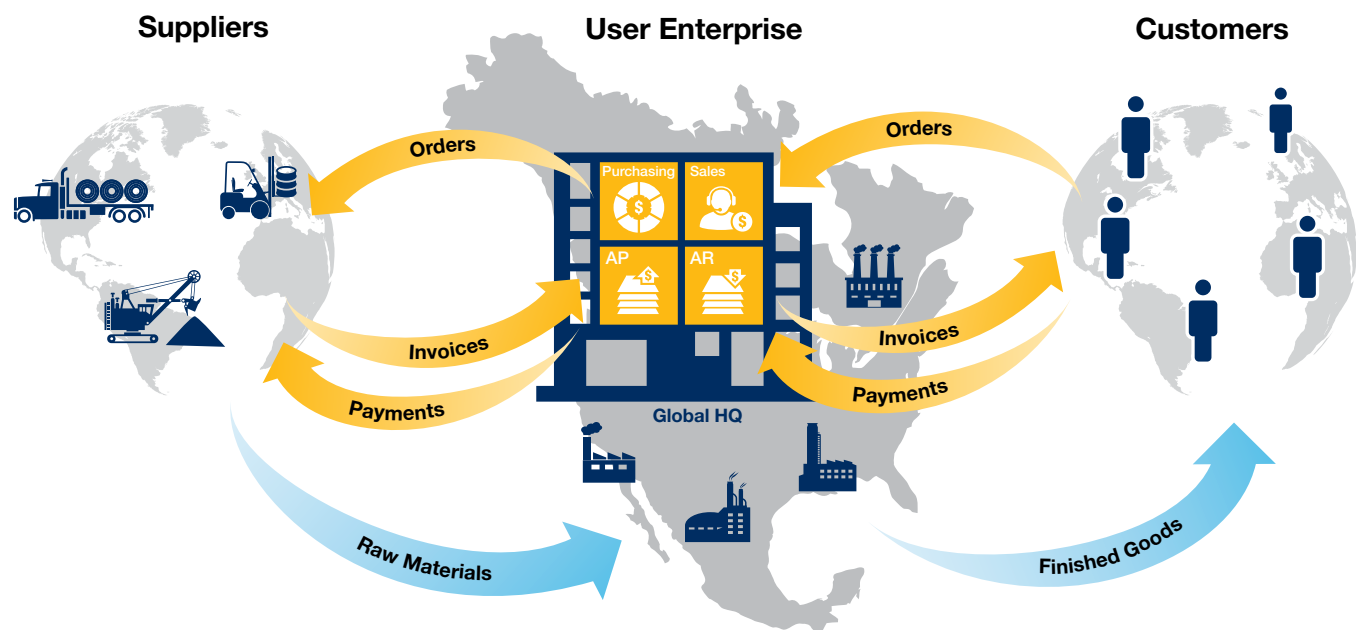 Suppliers
User Enterprise
Customers
Orders
Orders
Purchasing
Sales
$
$
AP
AR
$
$
Invoices
Invoices
Payments
Payments
Global HQ
Raw Materials
Finished Goods